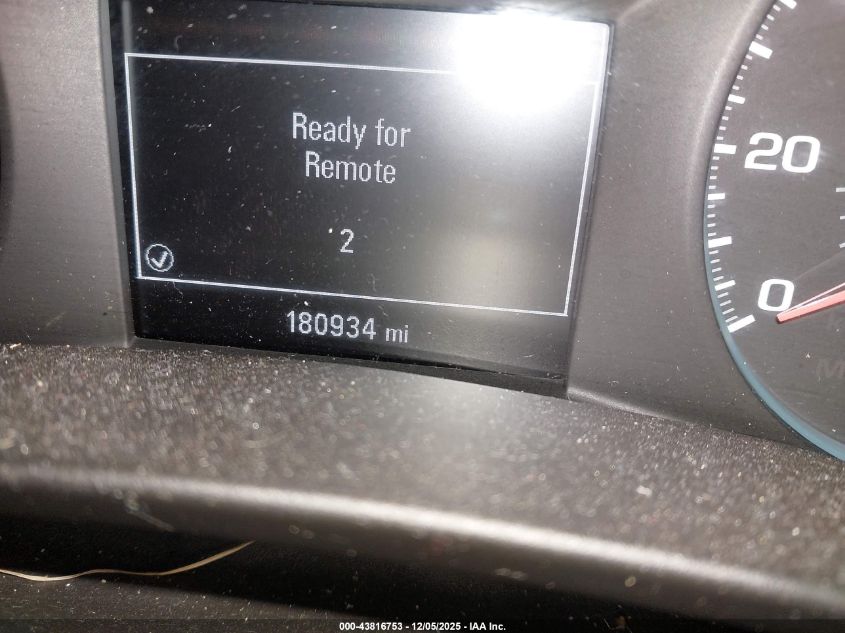 Ready for
Remote
2
180934 mi
20
0
000-43816753 - 12/05/2025 - IAA Inc.